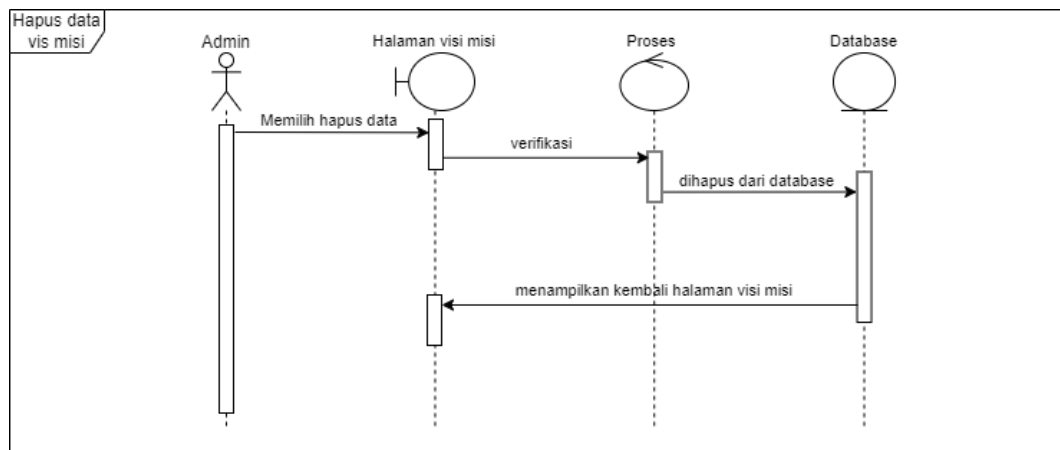 Hapus data
vis misi
Admin
Halaman visi misi
Proses
Database
Memilih hapus data
verifikasi
dihapus dari database
menampilkan kembali halaman visi misi